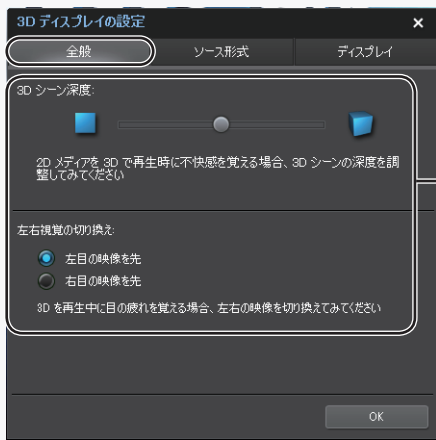 3D ディスプレイの設定
全般
ソース形式
ディスプレイ
3D シーン深度:
2D メディアを 3D で再生時に不快感を覚える場合、3D シーンの深度を調
整してみてください
左右視覚の切り換え:
左目の映像を先
右目の映像を先
3D を再生中に目の疲れを覚える場合、左右の映像を切り換えてみてください
OK